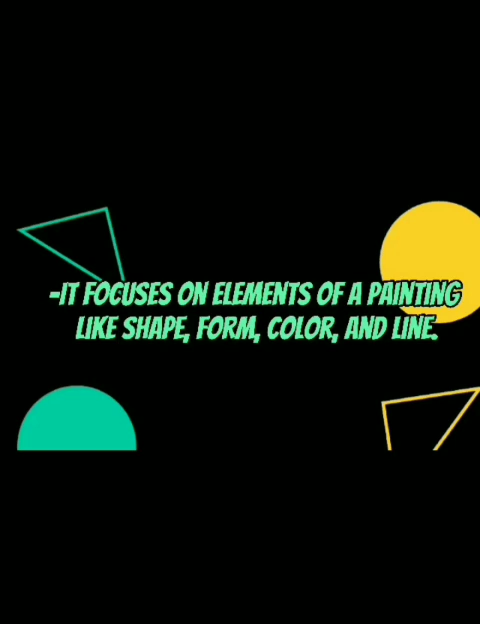 -IT FOCUSES ON ELEMENTS OF A PAINTING
LIKE SHAPE, FORM, COLOR, AND LINE.